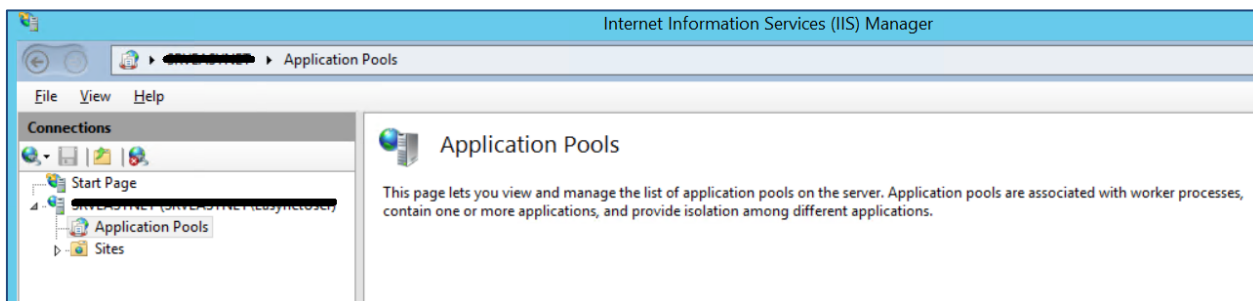 Internet Information Services (IIS) Manager
Application Pools
File View Help
Connections
Start Page
Application Pools
Sites
Application Pools
This page lets you view and manage the list of application pools on the server. Application pools are associated with worker processes,
contain one or more applications, and provide isolation among different applications.